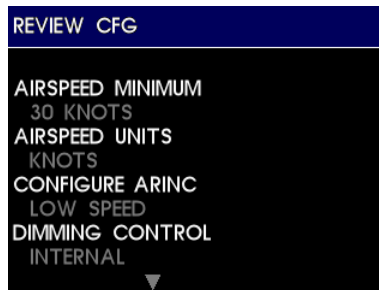 REVIEW CFG
AIRSPEED MINIMUM
30 KNOTS
AIRSPEED UNITS
KNOTS
CONFIGURE ARINC
LOW SPEED
DIMMING CONTROL
INTERNAL